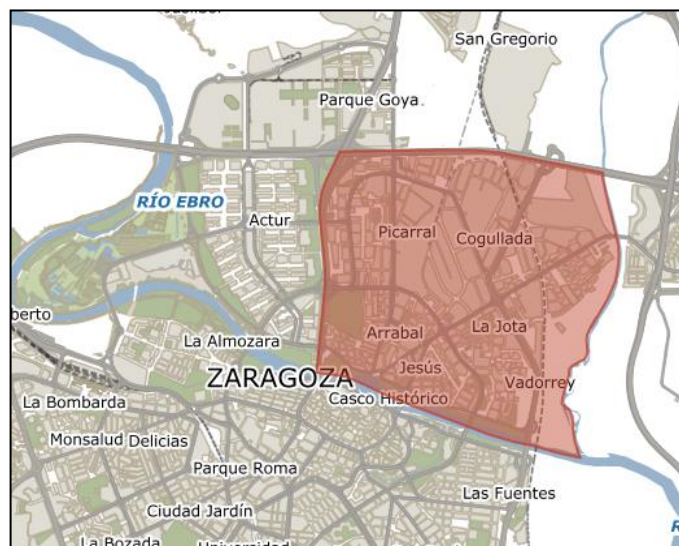 San Gregorio
Parque Goya
RÍO EBRO
Actur
Picarral
Cogullada
berto
La Almozara
Arrabal
La Jota
Jesús
ZARAGOZA
Vadorrey
La Bombarda
Casco Histórico
Monsalud
Delicias
Parque Roma
Las Fuentes
Ciudad Jardín
R
La Bozada
Universidad